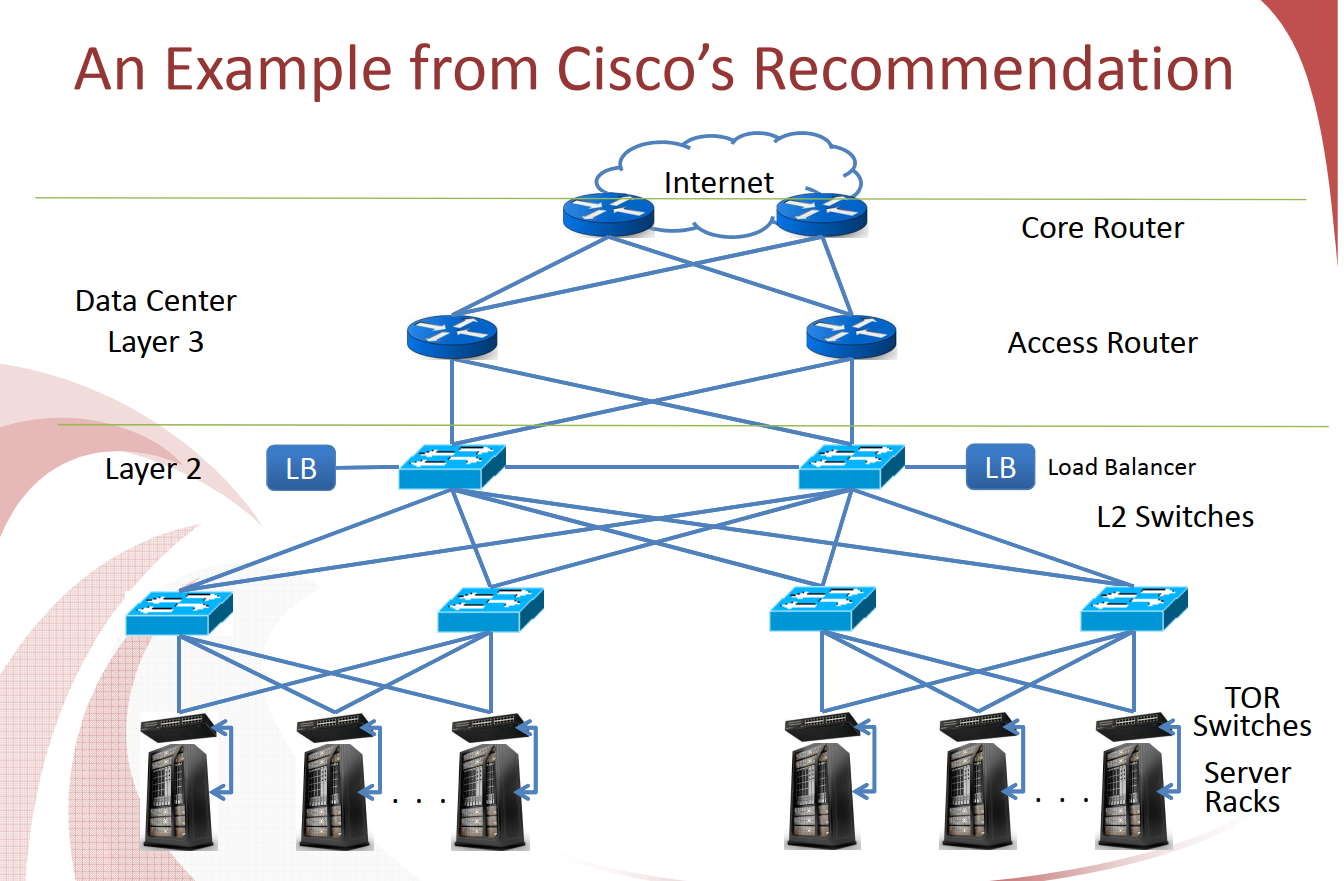 An Example from Cisco’s Recommendation
Internet
Core Router
Data Center
Layer 3
Access Router
Layer 2
LB
LB
Load Balancer
L2 Switches
TOR
Switches
. . .
. . .
Server
Racks